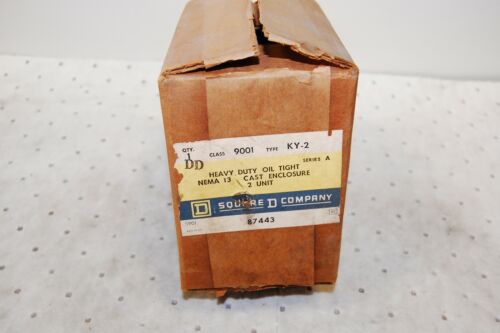 QTY. 1 CLASS 9001 TYPE KY-2
DD
SERIES A
HEAVY DUTY OIL TIGHT
NEMA 13 CAST ENCLOSURE
2 UNIT
D SQUARE D COMPANY
87443